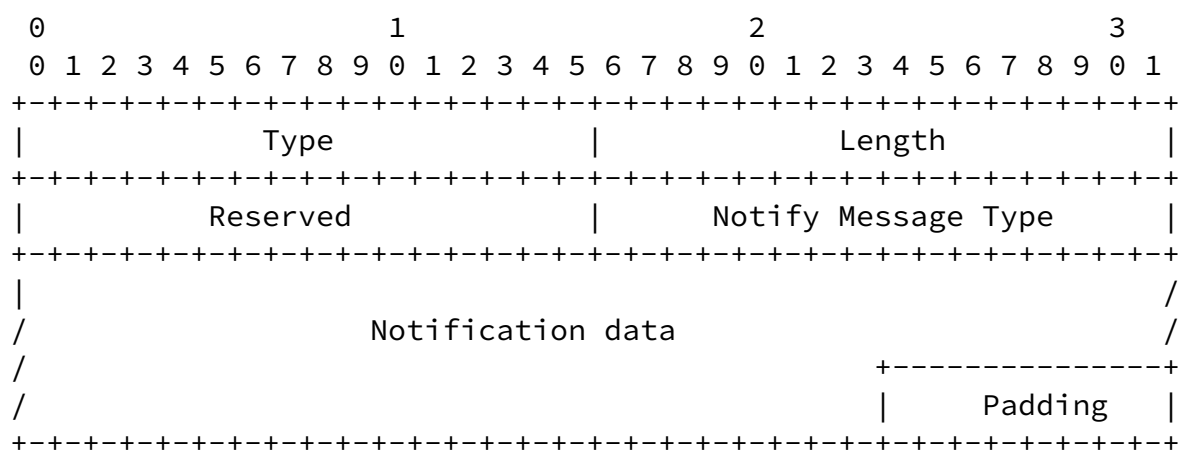 0                   1                   2                   3
 0 1 2 3 4 5 6 7 8 9 0 1 2 3 4 5 6 7 8 9 0 1 2 3 4 5 6 7 8 9 0 1
+-+-+-+-+-+-+-+-+-+-+-+-+-+-+-+-+-+-+-+-+-+-+-+-+-+-+-+-+-+-+-+-+
|             Type              |             Length            |
+-+-+-+-+-+-+-+-+-+-+-+-+-+-+-+-+-+-+-+-+-+-+-+-+-+-+-+-+-+-+-+-+
|          Reserved             |      Notify Message Type      |
+-+-+-+-+-+-+-+-+-+-+-+-+-+-+-+-+-+-+-+-+-+-+-+-+-+-+-+-+-+-+-+-+
|                                                               /
/                   Notification data                           /
/                                               +---------------+
/                                               |     Padding   |
+-+-+-+-+-+-+-+-+-+-+-+-+-+-+-+-+-+-+-+-+-+-+-+-+-+-+-+-+-+-+-+-+